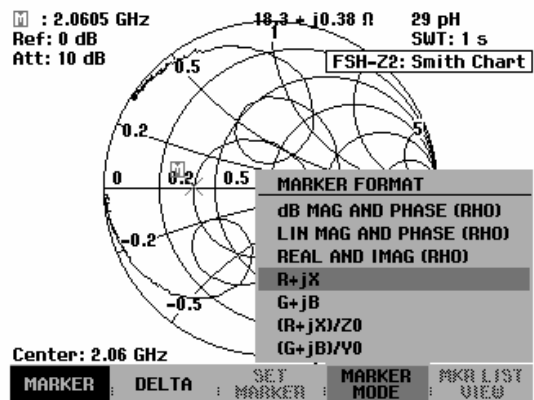 M : 2.0605 GHz 18.3 + j0.38 Ω 29 pH
Ref: 0 dB SWT: 1 s
Att: 10 dB FSH-Z2: Smith Chart
1
0.5
0.2
5
M
0 0.2 0.5
-0.2
-0.5
MARKER FORMAT
dB MAG AND PHASE (RHO)
LIN MAG AND PHASE (RHO)
REAL AND IMAG (RHO)
R+jX
G+jB
(R+jX)/Z0
(G+jB)/Y0
Center: 2.06 GHz
MARKER DELTA SET MARKER MARKER MODE MKR LIST VIEW